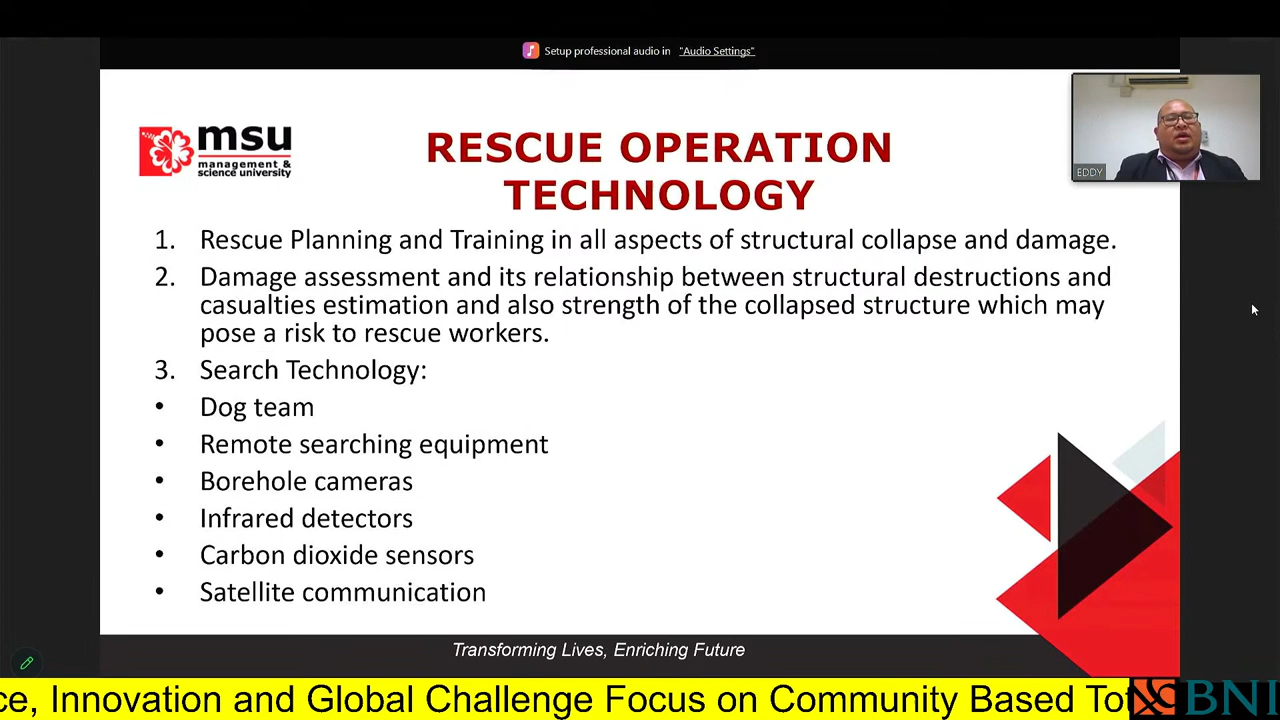 Setup professional audio in "Audio Settings"
msu
management &
science university
RESCUE OPERATION
TECHNOLOGY
EDDY
1. Rescue Planning and Training in all aspects of structural collapse and damage.
2. Damage assessment and its relationship between structural destructions and
casualties estimation and also strength of the collapsed structure which may
pose a risk to rescue workers.
3. Search Technology:
• Dog team
• Remote searching equipment
• Borehole cameras
• Infrared detectors
• Carbon dioxide sensors
• Satellite communication
Transforming Lives, Enriching Future
Innovation and Global Challenge Focus on Community Based
BNI